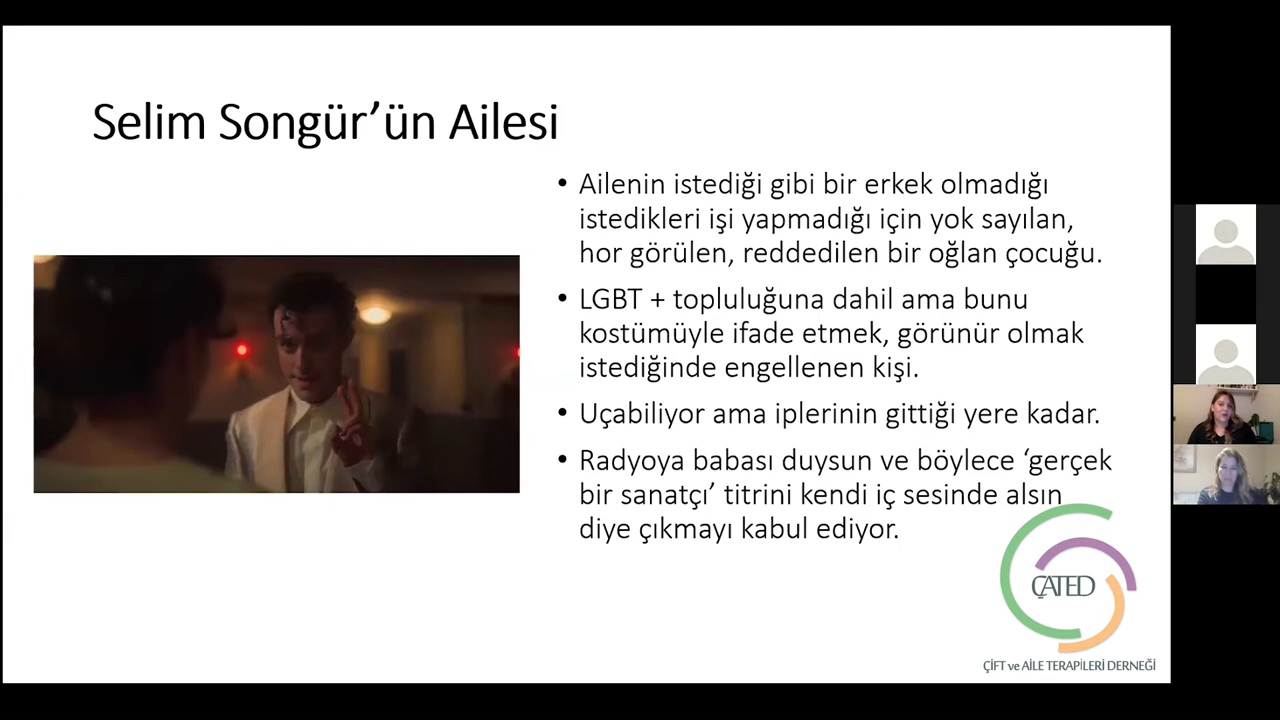 Selim Songür’ün Ailesi
• Ailenin istediği gibi bir erkek olmadığı
istedikleri işi yapmadığı için yok sayılan,
hor görülen, reddedilen bir oğlan çocuğu.
• LGBT + topluluğuna dahil ama bunu
kostümüyle ifade etmek, görünür olmak
istediğinde engellenen kişi.
• Uçabiliyor ama iplerinin gittiği yere kadar.
• Radyoya babası duysun ve böylece ‘gerçek
bir sanatçı’ titrini kendi iç sesinde alsın
diye çıkmayı kabul ediyor.
ÇATED
ÇİFT ve AİLE TERAPİLERİ DERNEĞİ